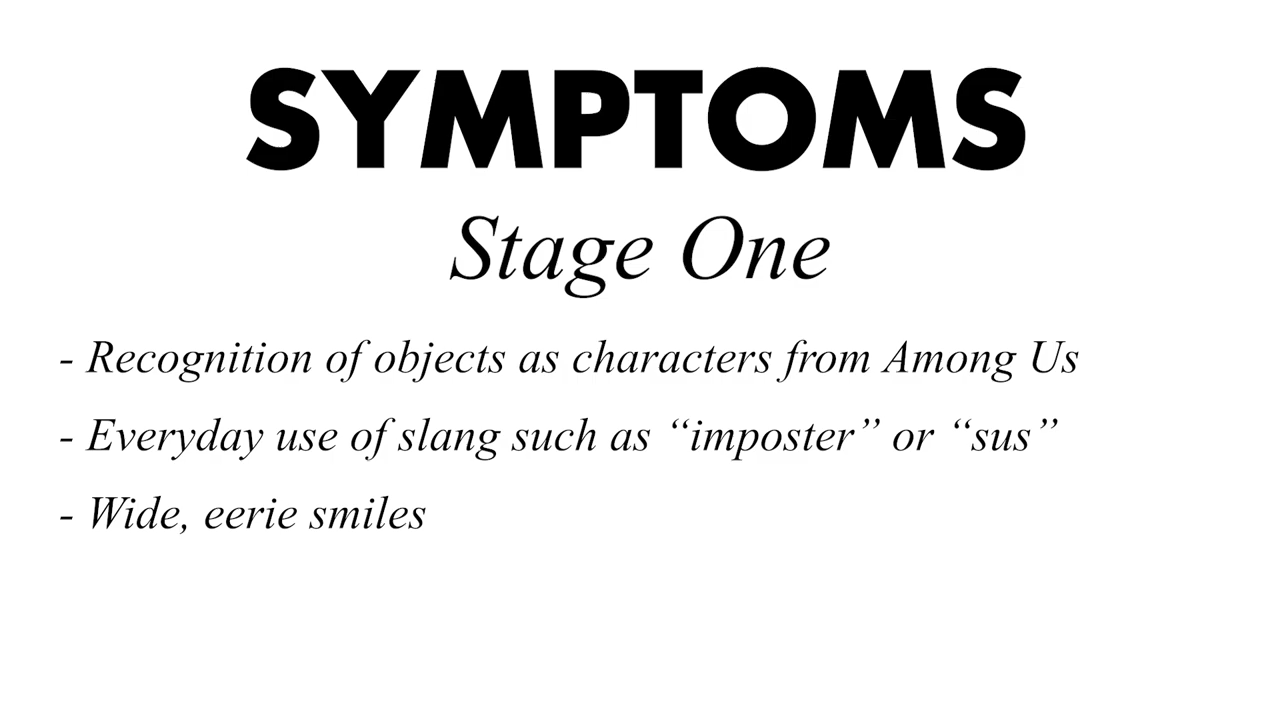 SYMPTOMS
Stage One
- Recognition of objects as characters from Among Us
- Everyday use of slang such as “imposter” or “sus”
- Wide, eerie smiles